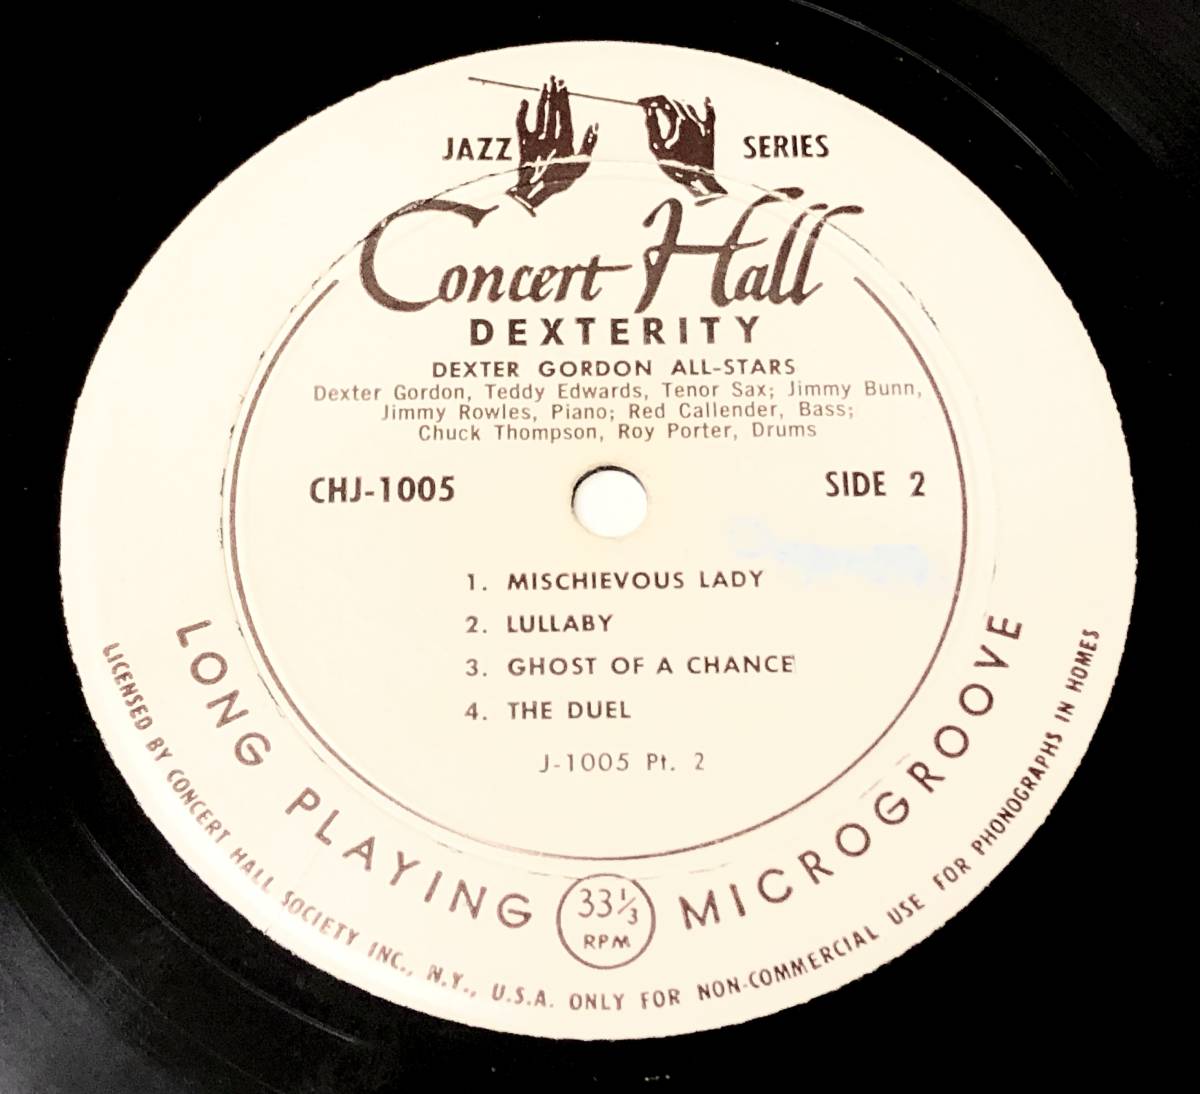 JAZZ SERIES
Concert Hall
DEXTERITY
DEXTER GORDON ALL-STARS
Dexter Gordon, Teddy Edwards, Tenor Sax; Jimmy Bunn,
Jimmy Rowles, Piano; Red Callender, Bass;
Chuck Thompson, Roy Porter, Drums
CHJ-1005 SIDE 2
1. MISCHIEVOUS LADY
2. LULLABY
3. GHOST OF A CHANCE
4. THE DUEL
J-1005 Pt. 2
LONG PLAYING 33⅓ RPM MICROGROOVE
LICENSED BY CONCERT HALL SOCIETY INC., N.Y., U.S.A. ONLY FOR NON-COMMERCIAL USE FOR PHONOGRAPHS IN HOMES